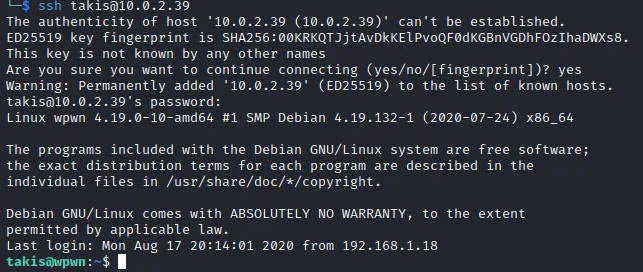 └─$ ssh takis@10.0.2.39
The authenticity of host '10.0.2.39 (10.0.2.39)' can't be established.
ED25519 key fingerprint is SHA256:00KRKQTJjtAvDkKElPvoQF0dKGBnVGDhFOzIhaDWXs8.
This key is not known by any other names
Are you sure you want to continue connecting (yes/no/[fingerprint])? yes
Warning: Permanently added '10.0.2.39' (ED25519) to the list of known hosts.
takis@10.0.2.39's password:
Linux wpwn 4.19.0-10-amd64 #1 SMP Debian 4.19.132-1 (2020-07-24) x86_64

The programs included with the Debian GNU/Linux system are free software;
the exact distribution terms for each program are described in the
individual files in /usr/share/doc/*/copyright.

Debian GNU/Linux comes with ABSOLUTELY NO WARRANTY, to the extent
permitted by applicable law.
Last login: Mon Aug 17 20:14:01 2020 from 192.168.1.18
takis@wpwn:~$